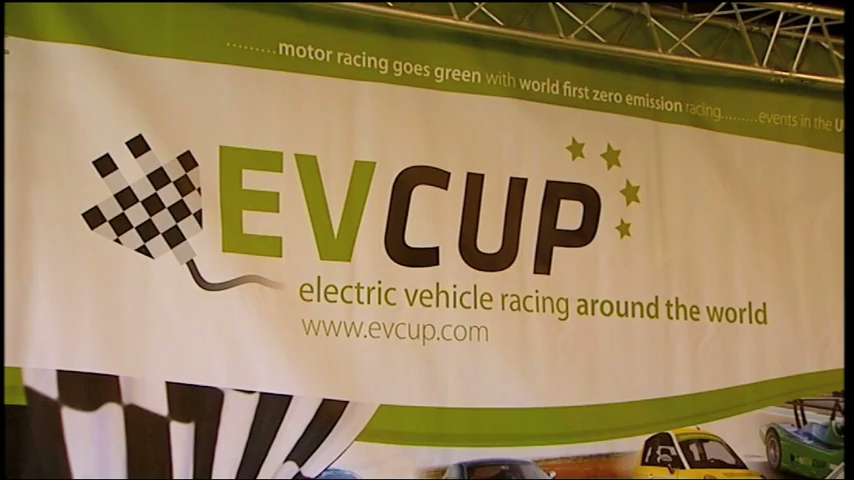 .........motor racing goes green with world first zero emission racing.........events in the U
EVCUP
electric vehicle racing around the world
www.evcup.com
EVCUP